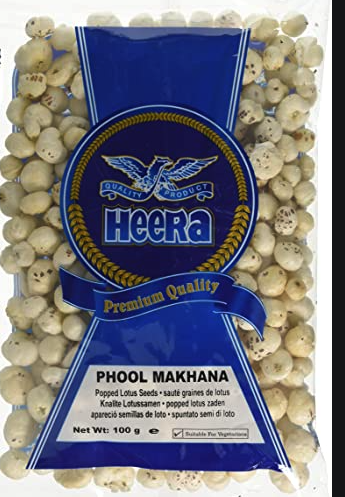 QUALITY PRODUCT
HEERA
Premium Quality
PHOOL MAKHANA
Popped Lotus Seeds • sauté graines de lotus
Knalite Lotussamen • popped lotus zaden
apareció semillas de loto • spuntato semi di loto
Net Wt: 100 g e
Suitable For Vegetarians